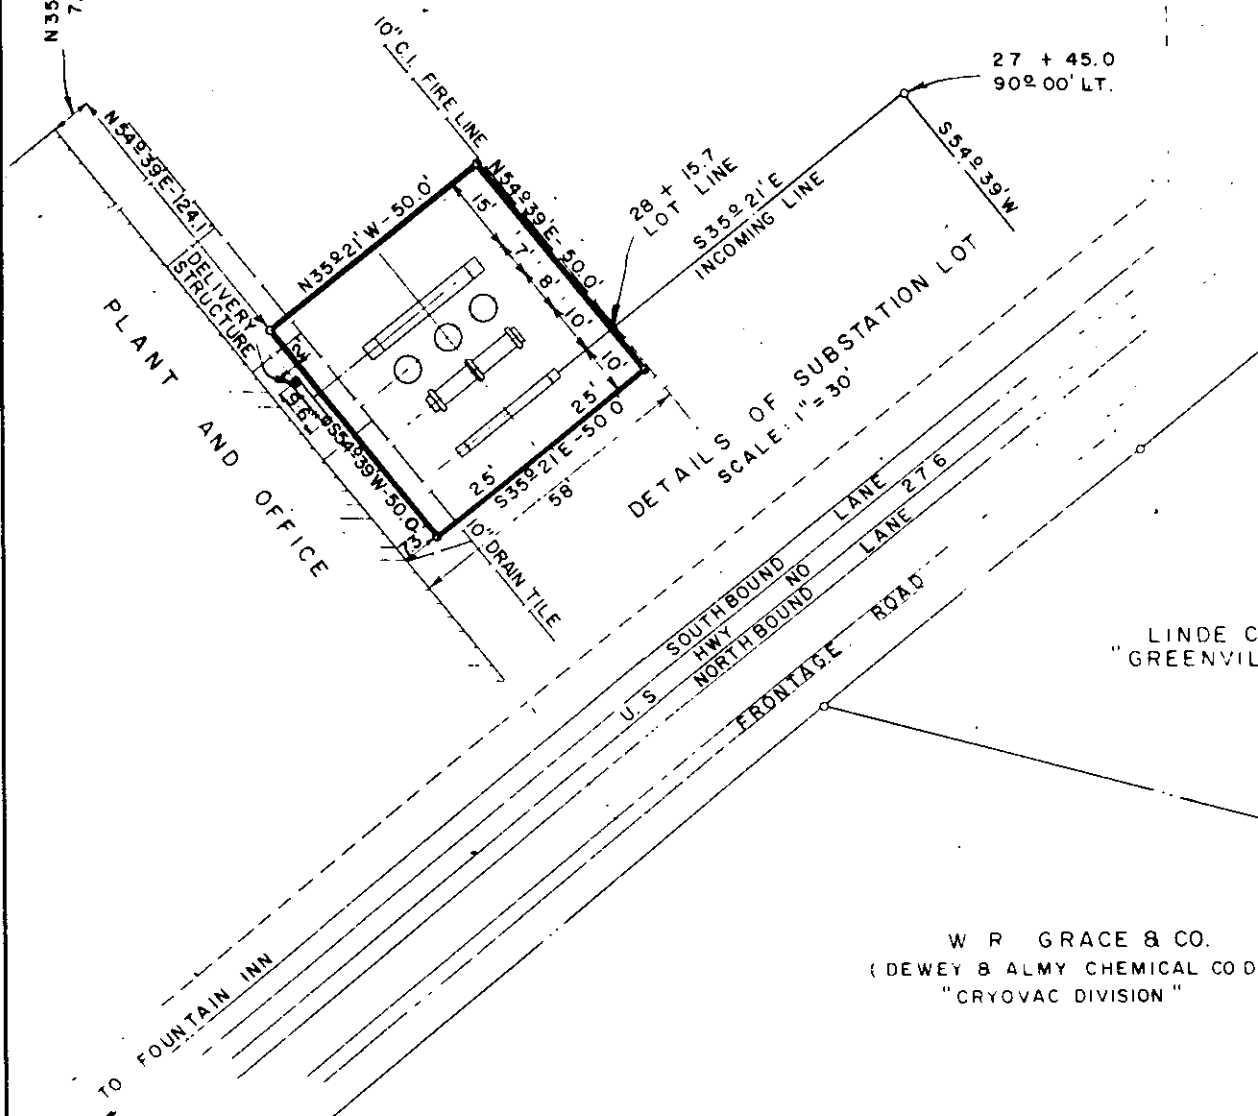 N35
7
10" C.I. FIRE LINE
27 + 45.0
90º00' LT.
N54º39'E-124.1'
S54º39'W
N35º21'W-50.0'
N54º39'E-50.0'
28 + 15.7
LOT LINE
S35º21'E
INCOMING LINE
15'
7'
8'
10'
10'
DELIVERY
STRUCTURE
PLANT AND OFFICE
S54º39'W-50.0'
25'
25'
S35º21'E-50.0'
58'
10" DRAIN TILE
DETAILS OF SUBSTATION LOT
SCALE: 1" = 30'
SOUTHBOUND LANE
U.S HWY NO 276
NORTHBOUND LANE
FRONTAGE ROAD
LINDE C
"GREENVIL
W R GRACE & CO.
(DEWEY & ALMY CHEMICAL CO D
"CRYOVAC DIVISION"
TO FOUNTAIN INN